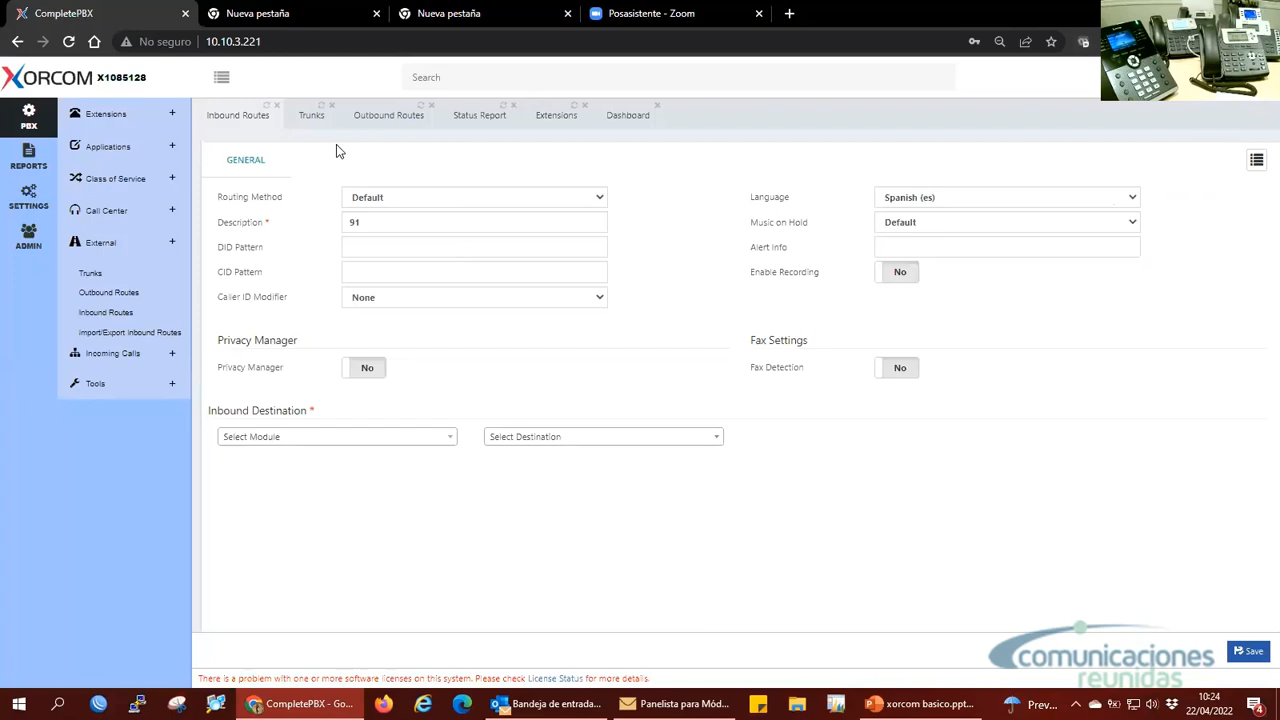 CompletePBX
Nueva pestaña
Nueva pestaña
Posasistente - Zoom
No seguro
10.10.3.221
XORCOM X1085128
Search
PBX
REPORTS
SETTINGS
ADMIN
Extensions
Applications
Class of Service
Call Center
External
Trunks
Outbound Routes
Inbound Routes
Import/Export Inbound Routes
Incoming Calls
Tools
Inbound Routes
Trunks
Outbound Routes
Status Report
Extensions
Dashboard
GENERAL
Routing Method Default
Description * 91
DID Pattern
CID Pattern
Caller ID Modifier None
Language Spanish (es)
Music on Hold Default
Alert Info
Enable Recording No
Privacy Manager
Privacy Manager No
Fax Settings
Fax Detection No
Inbound Destination *
Select Module Select Destination
comunicaciones
reunidas
Save
There is a problem with one or more software licenses on this system. Please check License Status for more details.
CompletePBX - Go...
Bandeja de entrada...
Panelista para Mód...
xorcom basico.ppt...
Prev...
10:24
22/04/2022
4